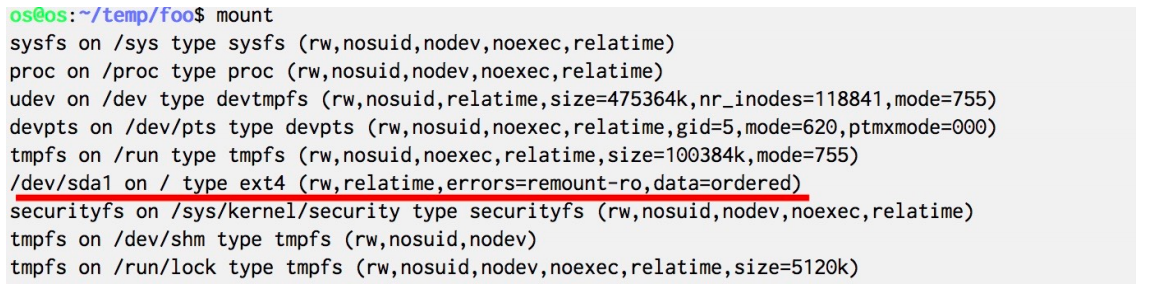 os@os:~/temp/foo$ mount
sysfs on /sys type sysfs (rw,nosuid,nodev,noexec,relatime)
proc on /proc type proc (rw,nosuid,nodev,noexec,relatime)
udev on /dev type devtmpfs (rw,nosuid,relatime,size=475364k,nr_inodes=118841,mode=755)
devpts on /dev/pts type devpts (rw,nosuid,noexec,relatime,gid=5,mode=620,ptmxmode=000)
tmpfs on /run type tmpfs (rw,nosuid,noexec,relatime,size=100384k,mode=755)
/dev/sda1 on / type ext4 (rw,relatime,errors=remount-ro,data=ordered)
securityfs on /sys/kernel/security type securityfs (rw,nosuid,nodev,noexec,relatime)
tmpfs on /dev/shm type tmpfs (rw,nosuid,nodev)
tmpfs on /run/lock type tmpfs (rw,nosuid,nodev,noexec,relatime,size=5120k)